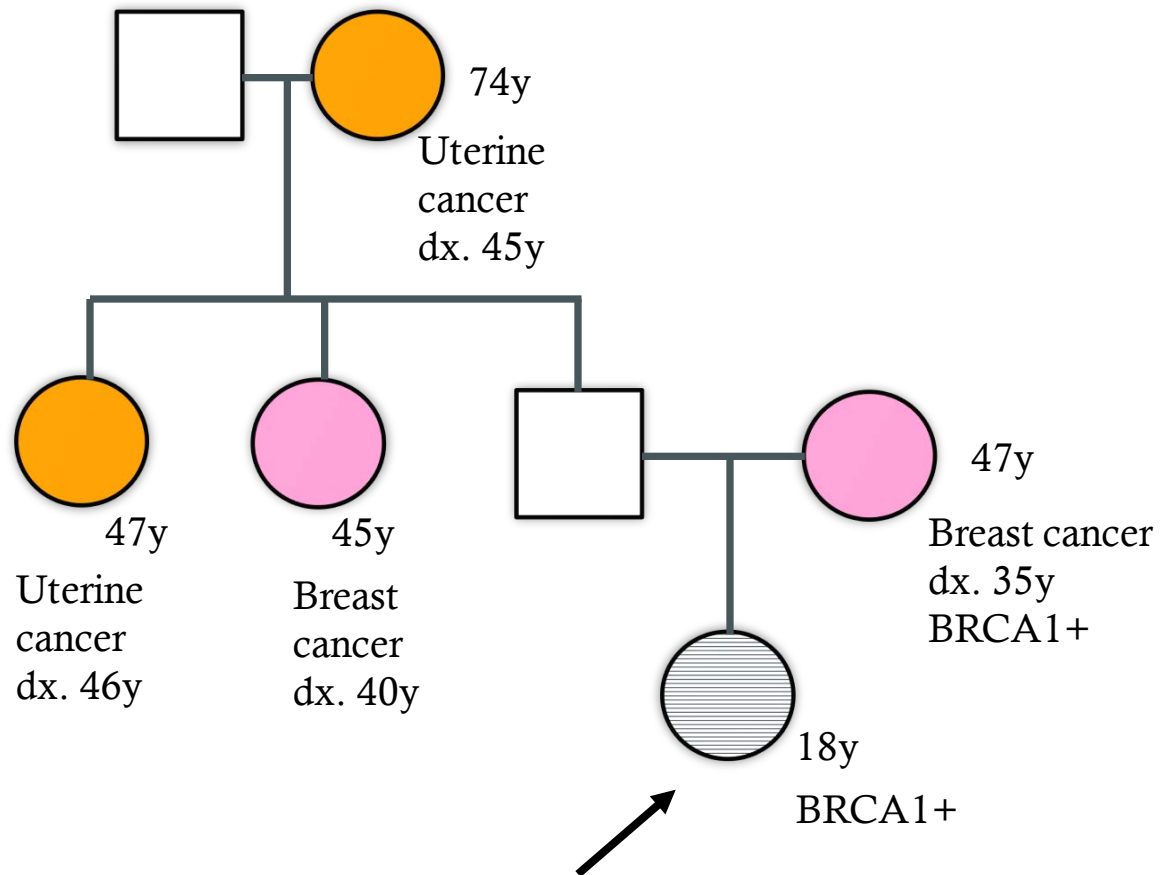 74y
Uterine
cancer
dx. 45y
47y
Uterine
cancer
dx. 46y
45y
Breast
cancer
dx. 40y
47y
Breast cancer
dx. 35y
BRCA1+
18y
BRCA1+